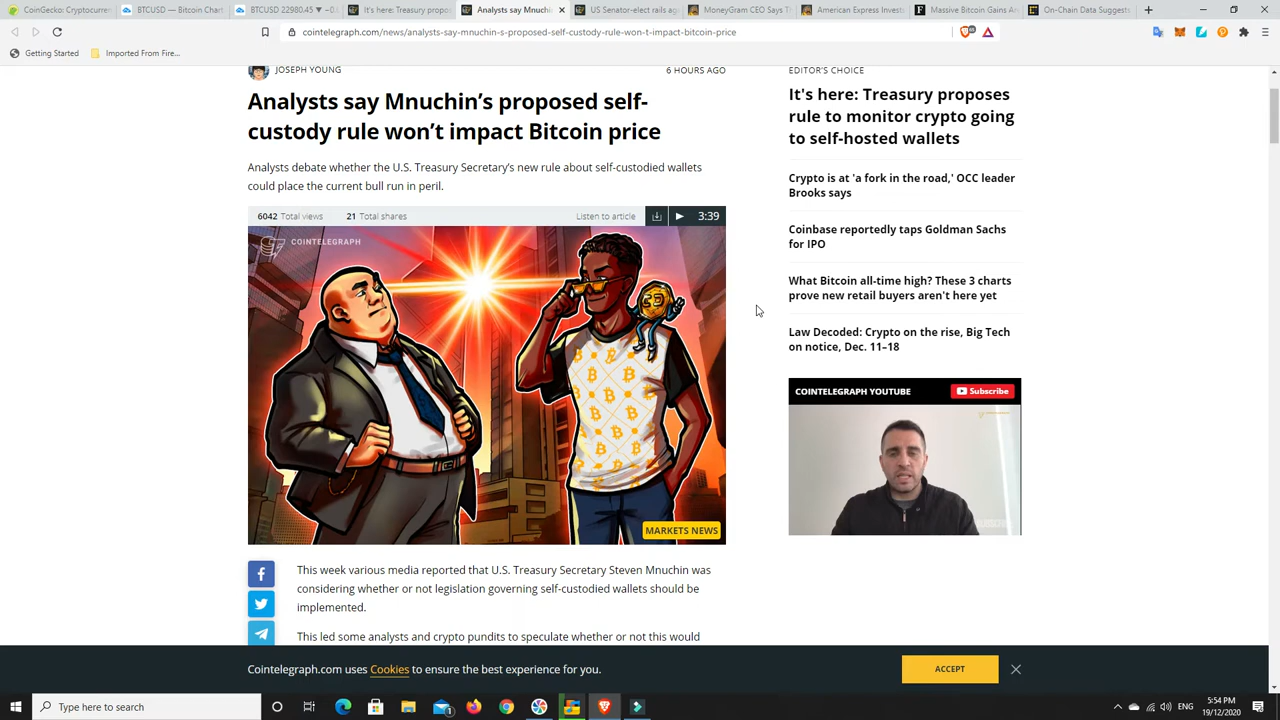 CoinGecko: Cryptocurren
BTCUSD — Bitcoin Chart
BTCUSD 22980.45 ▼ −0.
It's here: Treasury propo
Analysts say Mnuchin
US Senator-elect rails ag
MoneyGram CEO Says Tr
American Express Invest
Massive Bitcoin Gains Ar
On-Chain Data Suggests
cointelegraph.com/news/analysts-say-mnuchin-s-proposed-self-custody-rule-won-t-impact-bitcoin-price
Getting Started
Imported From...
JOSEPH YOUNG
6 HOURS AGO
Analysts say Mnuchin’s proposed self-
custody rule won’t impact Bitcoin price
Analysts debate whether the U.S. Treasury Secretary’s new rule about self-custodied wallets
could place the current bull run in peril.
6042 Total views
21 Total shares
Listen to article
3:39
COINTELEGRAPH
MARKETS NEWS
This week various media reported that U.S. Treasury Secretary Steven Mnuchin was
considering whether or not legislation governing self-custodied wallets should be
implemented.
This led some analysts and crypto pundits to speculate whether or not this would
EDITOR'S CHOICE
It's here: Treasury proposes
rule to monitor crypto going
to self-hosted wallets
Crypto is at 'a fork in the road,' OCC leader
Brooks says
Coinbase reportedly taps Goldman Sachs
for IPO
What Bitcoin all-time high? These 3 charts
prove new retail buyers aren't here yet
Law Decoded: Crypto on the rise, Big Tech
on notice, Dec. 11–18
COINTELEGRAPH YOUTUBE
Subscribe
Cointelegraph.com uses Cookies to ensure the best experience for you.
ACCEPT
Type here to search
ENG
5:54 PM
19/12/2020